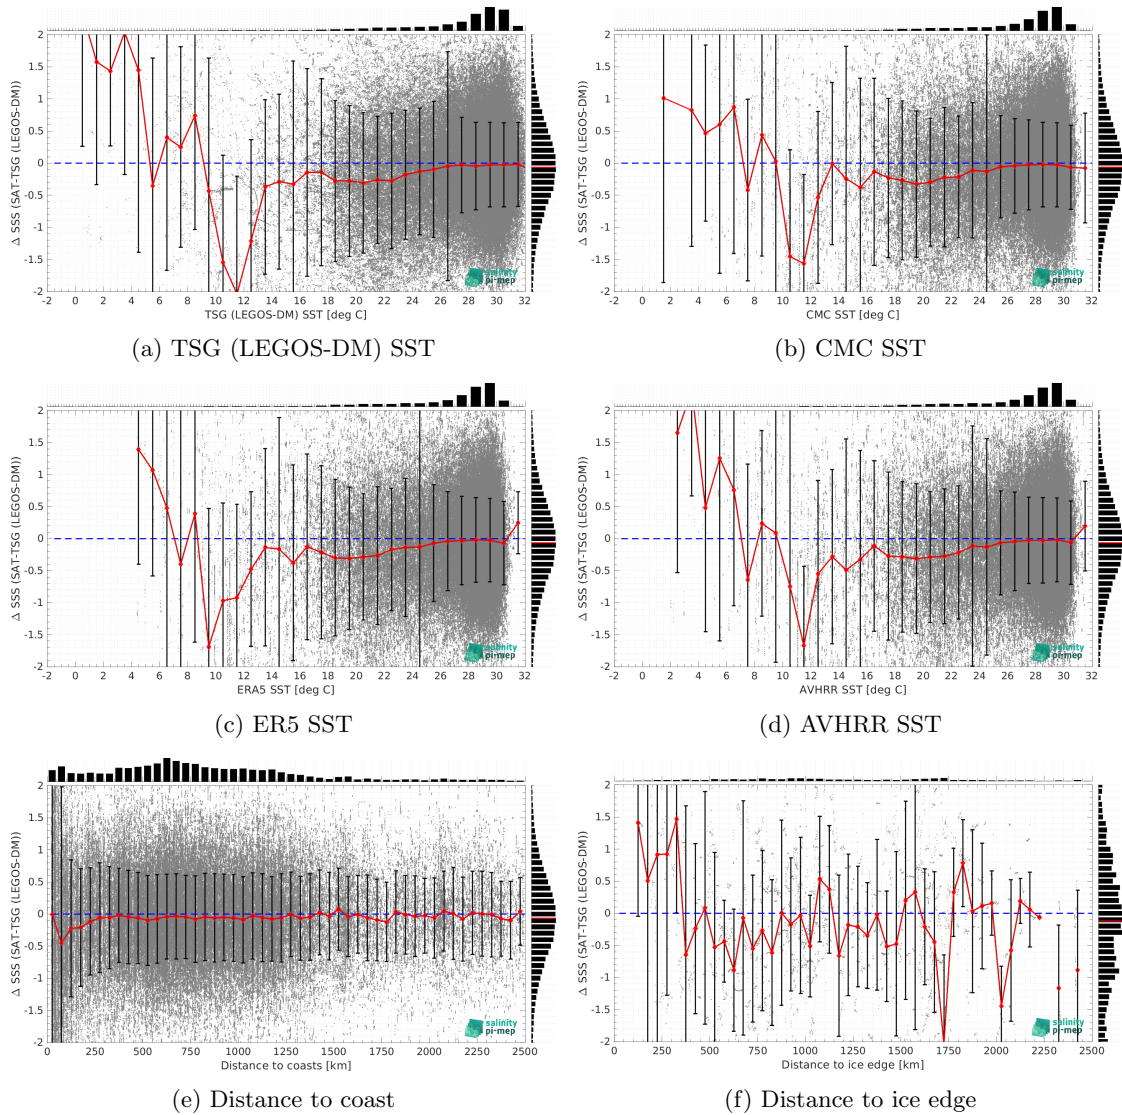 2
1.5
1
0.5
0
-0.5
-1
-1.5
-2
Δ SSS (SAT-TSG (LEGOS-DM))
-2 0 2 4 6 8 10 12 14 16 18 20 22 24 26 28 30 32
TSG (LEGOS-DM) SST [deg C]
salinity
pi-mep
(a) TSG (LEGOS-DM) SST
2
1.5
1
0.5
0
-0.5
-1
-1.5
-2
Δ SSS (SAT-TSG (LEGOS-DM))
-2 0 2 4 6 8 10 12 14 16 18 20 22 24 26 28 30 32
CMC SST [deg C]
salinity
pi-mep
(b) CMC SST
2
1.5
1
0.5
0
-0.5
-1
-1.5
-2
Δ SSS (SAT-TSG (LEGOS-DM))
-2 0 2 4 6 8 10 12 14 16 18 20 22 24 26 28 30 32
ERA5 SST [deg C]
salinity
pi-mep
(c) ER5 SST
2
1.5
1
0.5
0
-0.5
-1
-1.5
-2
Δ SSS (SAT-TSG (LEGOS-DM))
-2 0 2 4 6 8 10 12 14 16 18 20 22 24 26 28 30 32
AVHRR SST [deg C]
salinity
pi-mep
(d) AVHRR SST
2
1.5
1
0.5
0
-0.5
-1
-1.5
-2
Δ SSS (SAT-TSG (LEGOS-DM))
0 250 500 750 1000 1250 1500 1750 2000 2250 2500
Distance to coasts [km]
salinity
pi-mep
(e) Distance to coast
2
1.5
1
0.5
0
-0.5
-1
-1.5
-2
Δ SSS (SAT-TSG (LEGOS-DM))
0 250 500 750 1000 1250 1500 1750 2000 2250 2500
Distance to ice edge [km]
salinity
pi-mep
(f) Distance to ice edge